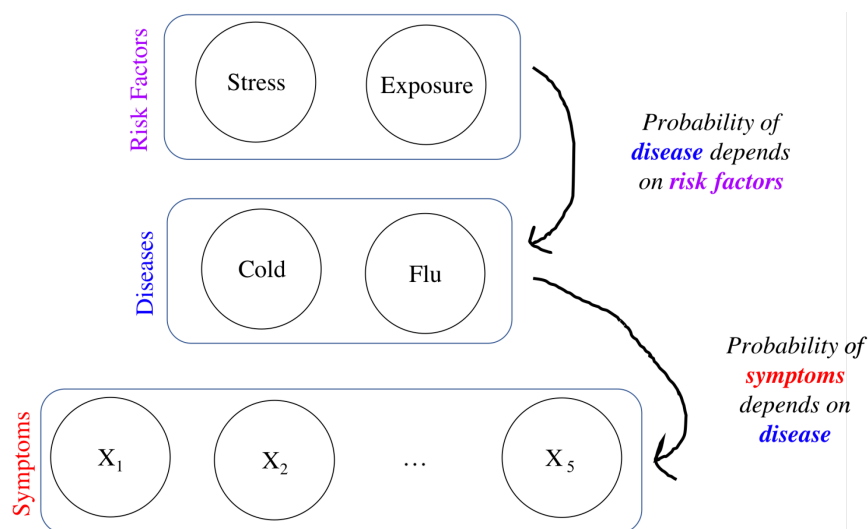 Risk Factors
Stress
Exposure
Probability of
disease depends
on risk factors
Diseases
Cold
Flu
Probability of
symptoms
depends on
disease
Symptoms
X₁
X₂
...
X₅